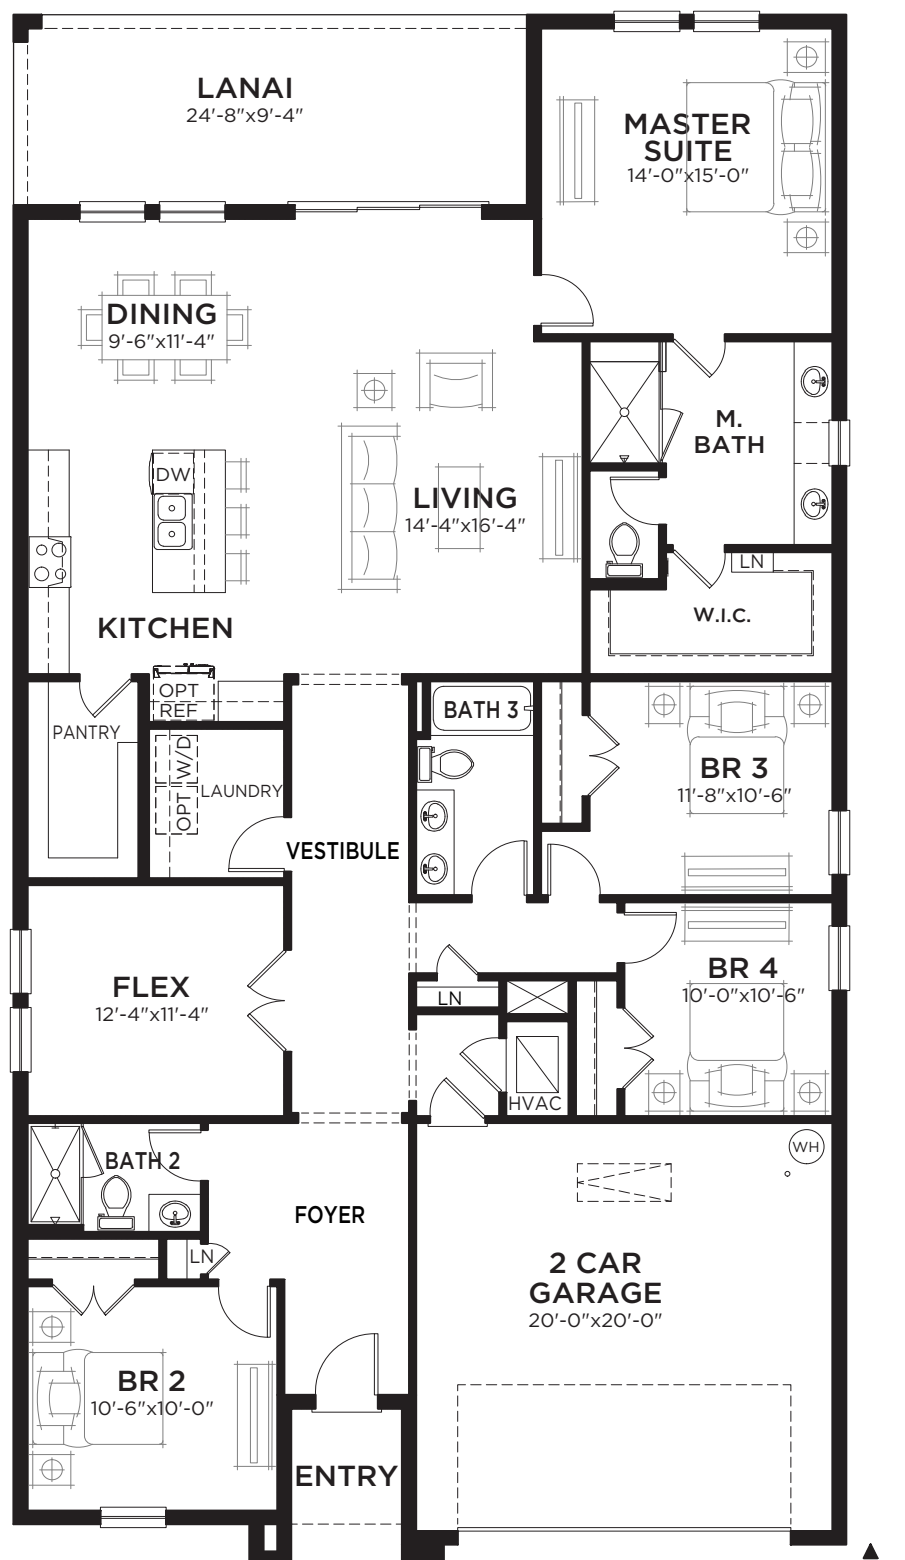 LANAI
24'-8"x9'-4"
MASTER
SUITE
14'-0"x15'-0"
DINING
9'-6"x11'-4"
M.
BATH
DW
LIVING
14'-4"x16'-4"
LN
W.I.C.
KITCHEN
OPT
REF
PANTRY
BATH 3
OPT W/D
LAUNDRY
BR 3
11'-8"x10'-6"
VESTIBULE
FLEX
12'-4"x11'-4"
BR 4
10'-0"x10'-6"
LN
HVAC
BATH 2
WH
FOYER
LN
2 CAR
GARAGE
20'-0"x20'-0"
BR 2
10'-6"x10'-0"
ENTRY